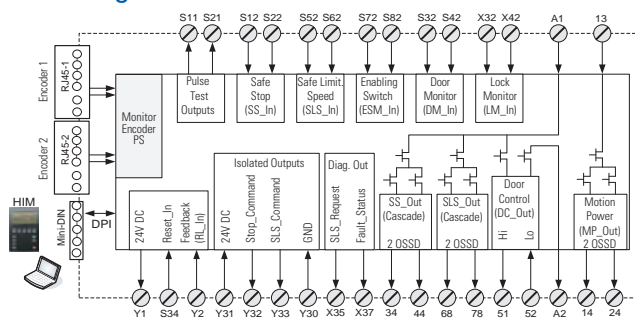 S11 S21 S12 S22 S52 S62 S72 S82 S32 S42 X32 X42 A1 13
Encoder 1
RJ45-1
Encoder 2
RJ45-2
HIM
Mini-DIN
DPI
Monitor
Encoder
PS
Pulse
Test
Outputs
Safe
Stop
(SS_In)
Safe Limit.
Speed
(SLS_In)
Enabling
Switch
(ESM_In)
Door
Monitor
(DM_In)
Lock
Monitor
(LM_In)
24V DC
Reset_In
Feedback
(RL_In)
Isolated Outputs
24V DC
Stop_Command
SLS_Command
GND
Diag. Out
SLS_Request
Fault_Status
SS_Out
(Cascade)
2 OSSD
SLS_Out
(Cascade)
2 OSSD
Door
Control
(DC_Out)
Hi
Lo
Motion
Power
(MP_Out)
2 OSSD
Y1 S34 Y2 Y31 Y32 Y33 Y30 X35 X37 34 44 68 78 51 52 A2 14 24